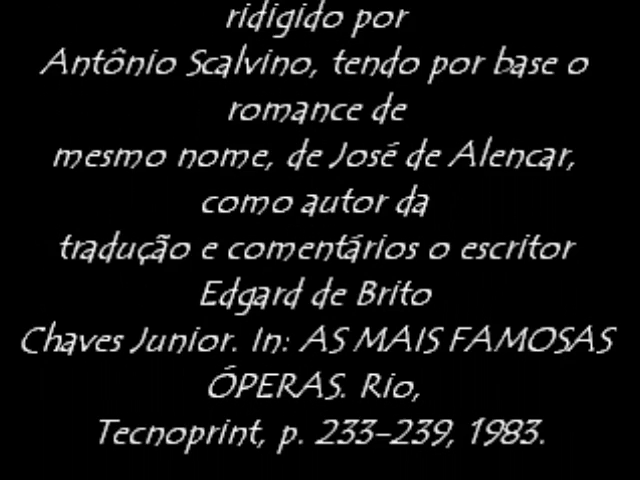 ridigido por
Antônio Scalvino, tendo por base o
romance de
mesmo nome, de José de Alencar,
como autor da
tradução e comentários o escritor
Edgard de Brito
Chaves Junior. In: AS MAIS FAMOSAS
ÓPERAS. Rio,
Tecnoprint, p. 233-239, 1983.